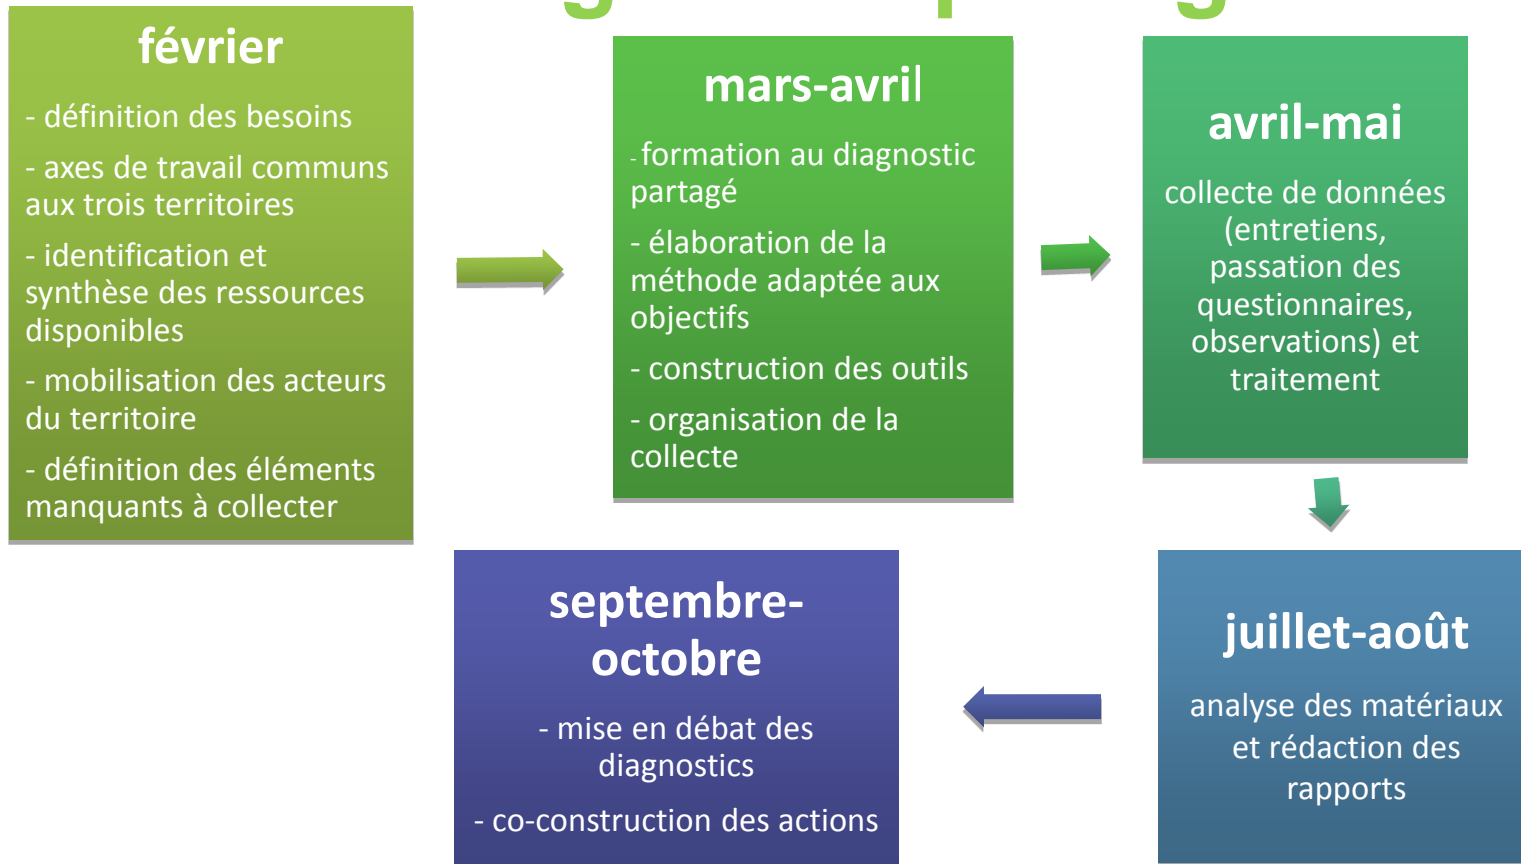 février
- définition des besoins
- axes de travail communs
aux trois territoires
- identification et
synthèse des ressources
disponibles
- mobilisation des acteurs
du territoire
- définition des éléments
manquants à collecter
mars-avril
- formation au diagnostic
partagé
- élaboration de la
méthode adaptée aux
objectifs
- construction des outils
- organisation de la
collecte
avril-mai
collecte de données
(entretiens,
passation des
questionnaires,
observations) et
traitement
juillet-août
analyse des matériaux
et rédaction des
rapports
septembre-
octobre
- mise en débat des
diagnostics
- co-construction des actions